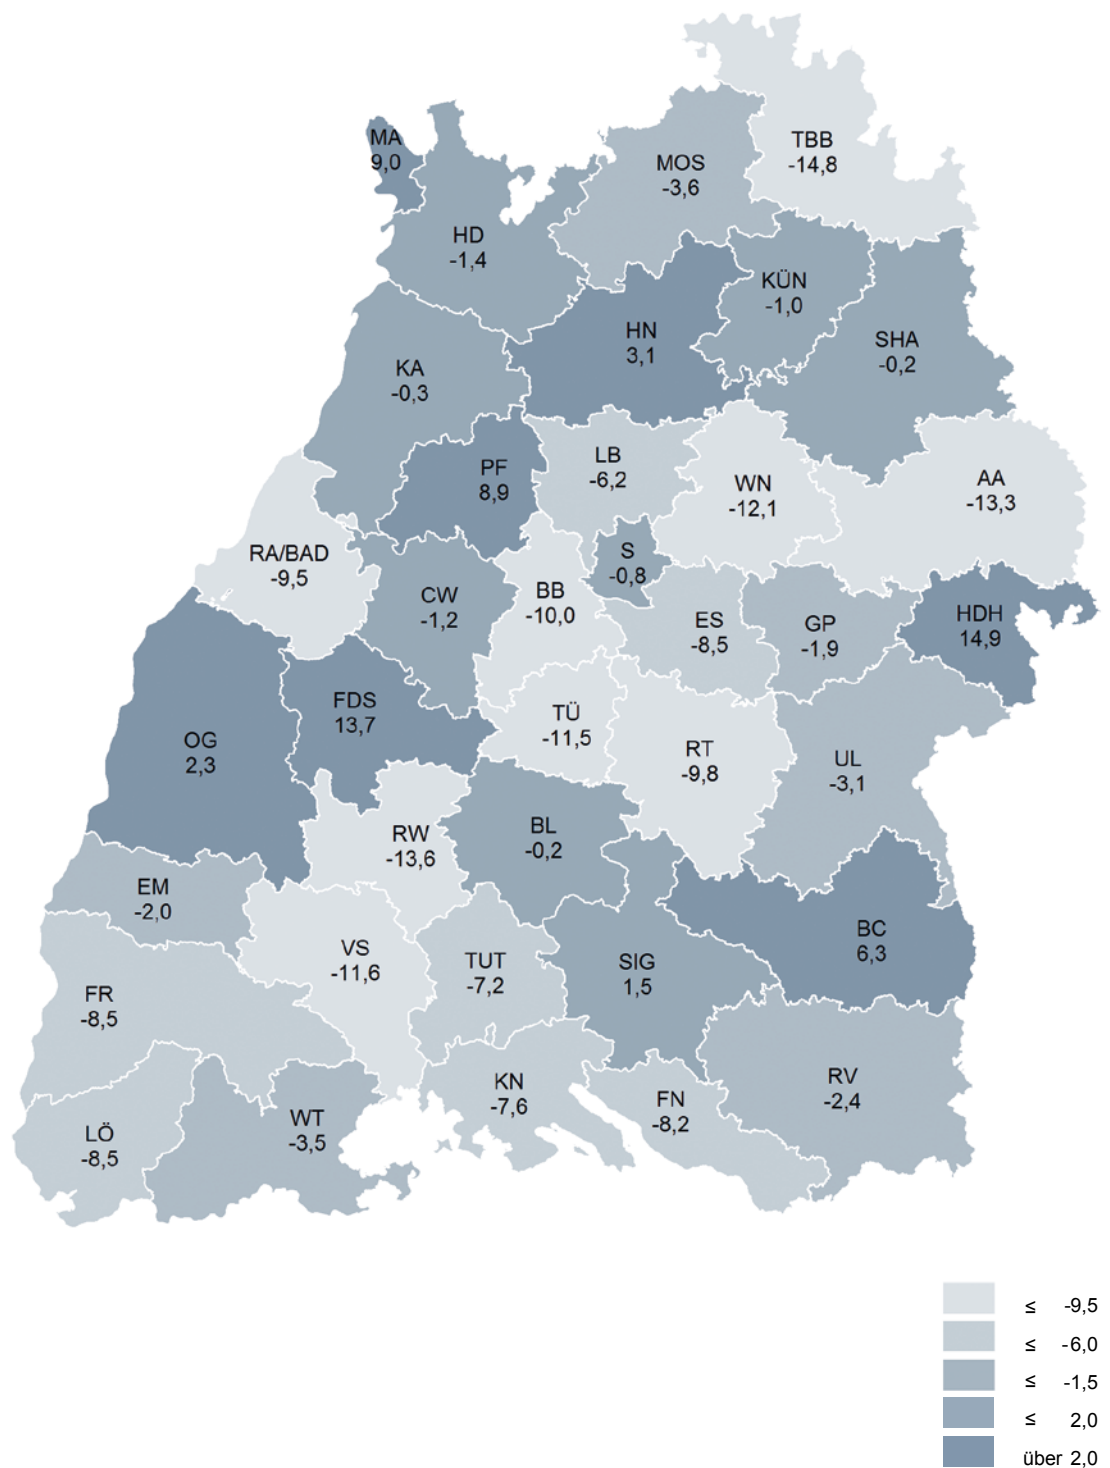 MA
9,0
TBB
-14,8
MOS
-3,6
HD
-1,4
KÜN
-1,0
HN
3,1
SHA
-0,2
KA
-0,3
LB
-6,2
PF
8,9
WN
-12,1
AA
-13,3
RA/BAD
-9,5
S
-0,8
CW
-1,2
BB
-10,0
ES
-8,5
GP
-1,9
HDH
14,9
FDS
13,7
TÜ
-11,5
OG
2,3
RT
-9,8
UL
-3,1
RW
-13,6
BL
-0,2
EM
-2,0
BC
6,3
VS
-11,6
TUT
-7,2
SIG
1,5
FR
-8,5
KN
-7,6
RV
-2,4
FN
-8,2
WT
-3,5
LÖ
-8,5
≤ -9,5
≤ -6,0
≤ -1,5
≤ 2,0
über 2,0